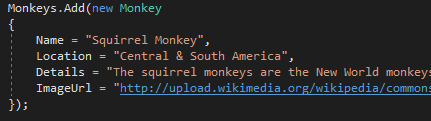 Monkeys.Add(new Monkey
{
Name = "Squirrel Monkey",
Location = "Central & South America",
Details = "The squirrel monkeys are the New World monkeys
ImageUrl = "http://upload.wikimedia.org/wikipedia/commons
});